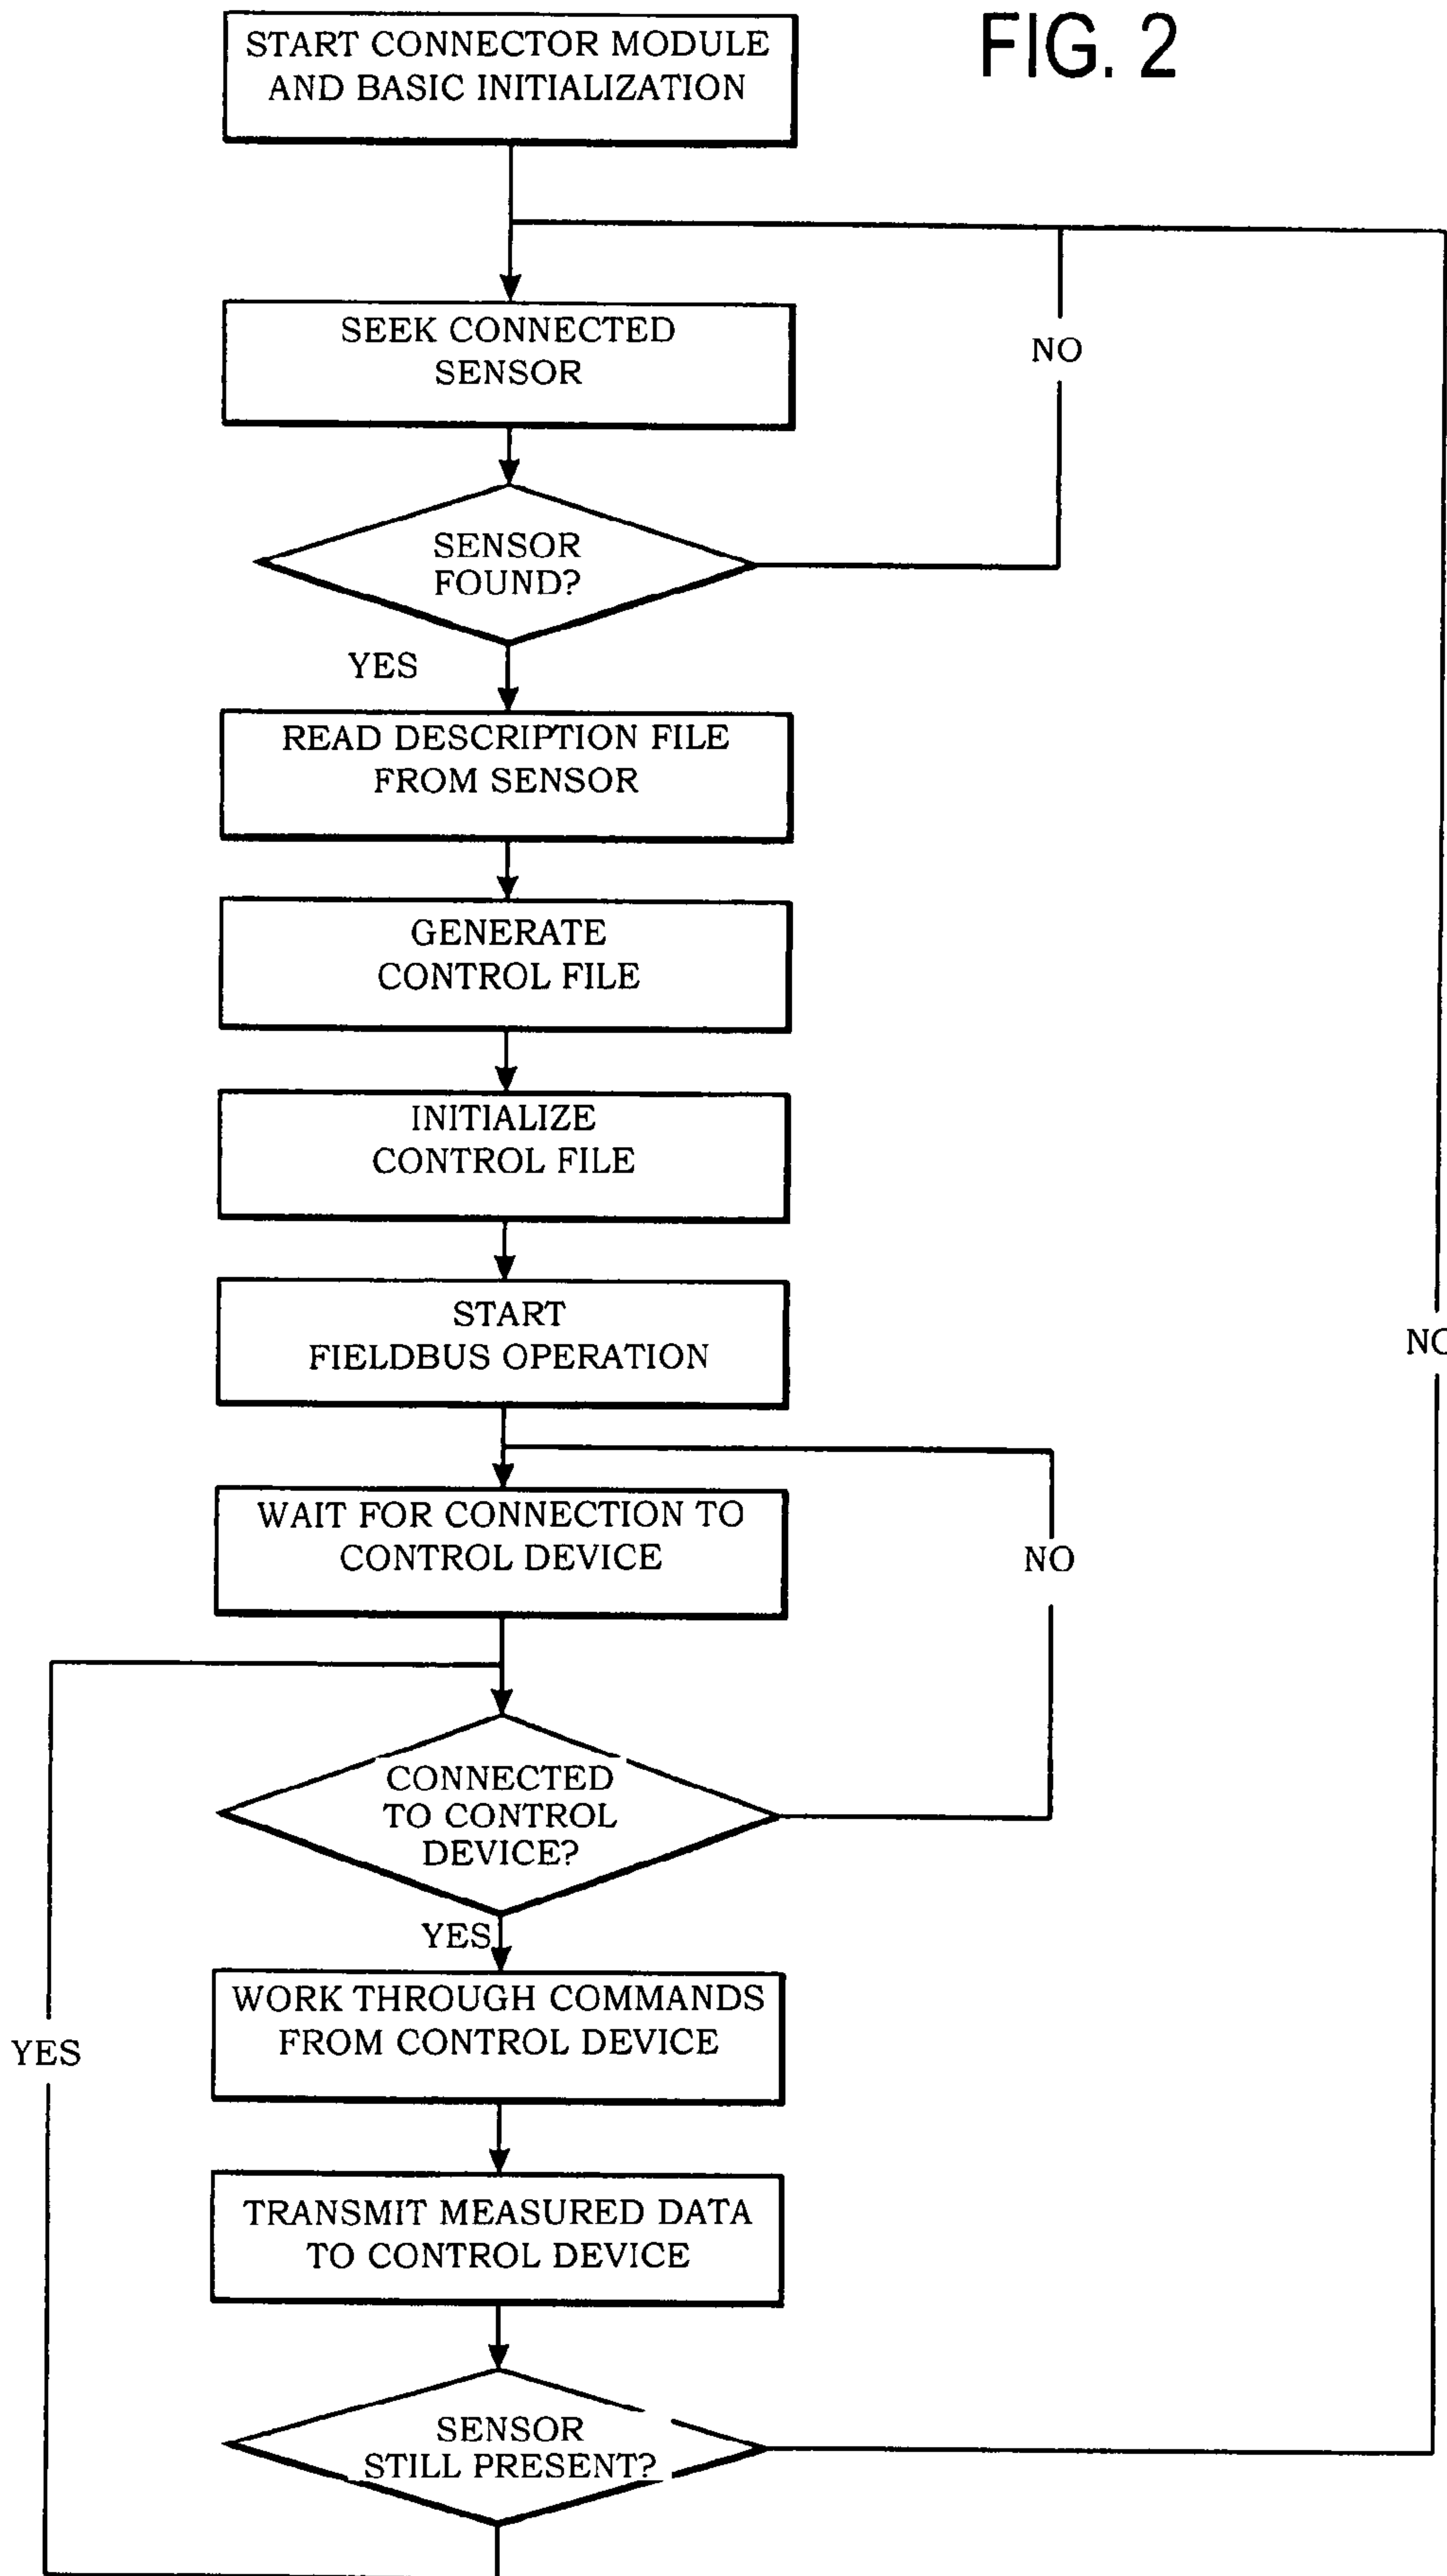 FIG. 2
START CONNECTOR MODULE
AND BASIC INITIALIZATION
SEEK CONNECTED
SENSOR
NO
SENSOR
FOUND?
YES
READ DESCRIPTION FILE
FROM SENSOR
GENERATE
CONTROL FILE
INITIALIZE
CONTROL FILE
START
FIELDBUS OPERATION
NO
WAIT FOR CONNECTION TO
CONTROL DEVICE
NO
CONNECTED
TO CONTROL
DEVICE?
YES
WORK THROUGH COMMANDS
FROM CONTROL DEVICE
YES
TRANSMIT MEASURED DATA
TO CONTROL DEVICE
SENSOR
STILL PRESENT?